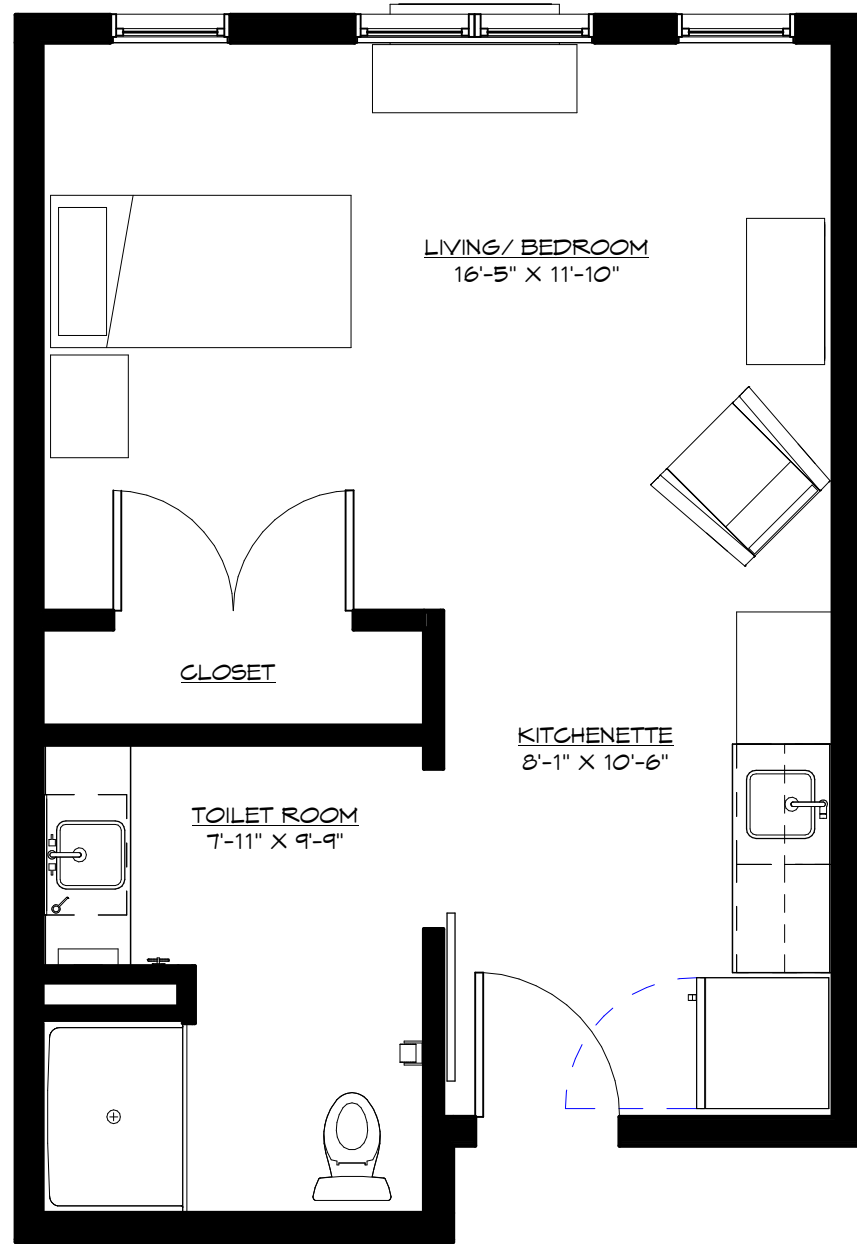 LIVING/ BEDROOM
16'-5" X 11'-10"
CLOSET
KITCHENETTE
8'-1" X 10'-6"
TOILET ROOM
7'-11" X 9'-9"